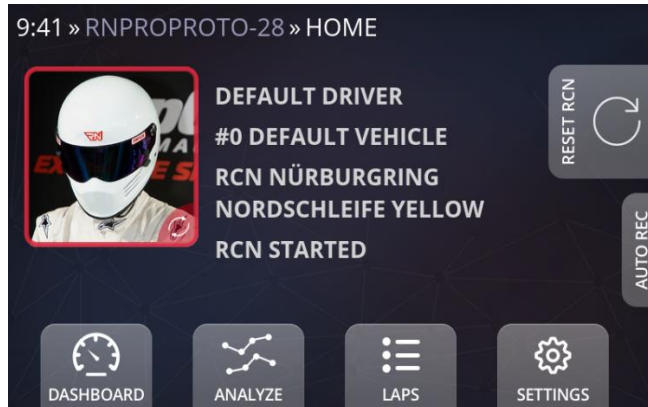 9:41 » RNPROPROTO-28 » HOME
DEFAULT DRIVER
#0 DEFAULT VEHICLE
RCN NÜRBURGRING
NORDSCHLEIFE YELLOW
RCN STARTED
RESET RCN
AUTO REC
DASHBOARD
ANALYZE
LAPS
SETTINGS